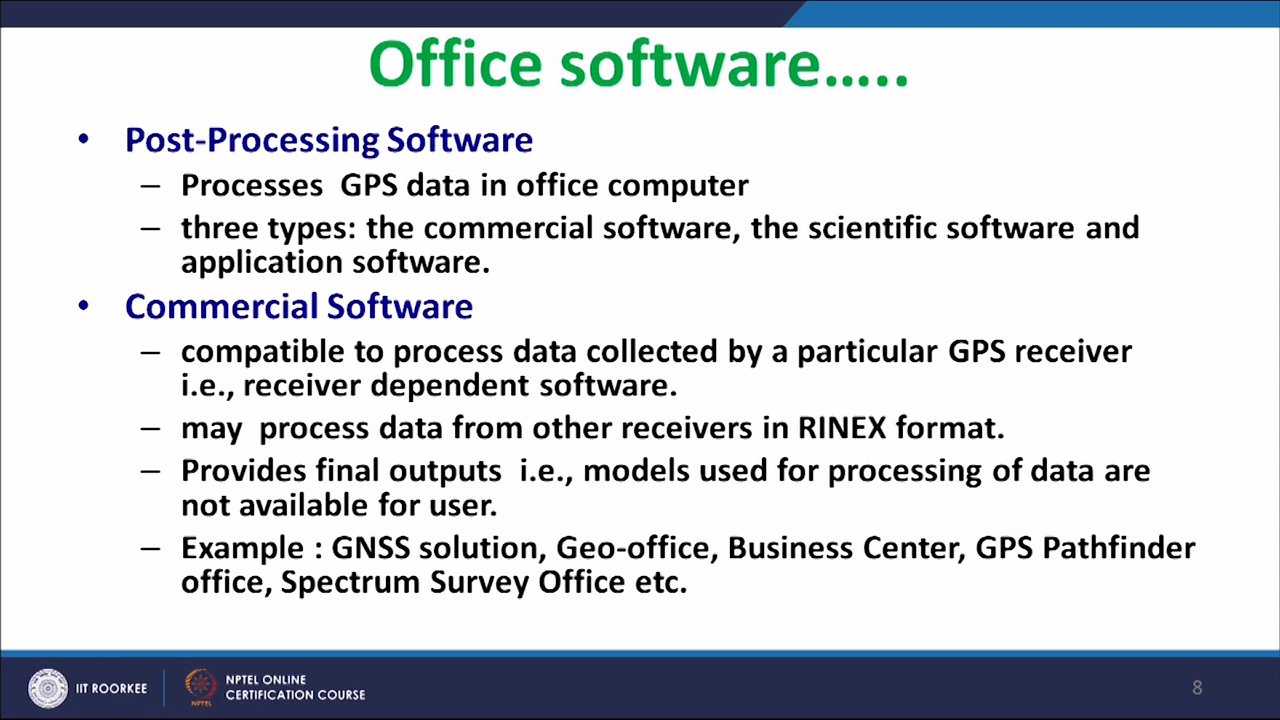 Office software…..
• Post-Processing Software
– Processes GPS data in office computer
– three types: the commercial software, the scientific software and
application software.
• Commercial Software
– compatible to process data collected by a particular GPS receiver
i.e., receiver dependent software.
– may process data from other receivers in RINEX format.
– Provides final outputs i.e., models used for processing of data are
not available for user.
– Example : GNSS solution, Geo-office, Business Center, GPS Pathfinder
office, Spectrum Survey Office etc.
IIT ROORKEE
NPTEL
NPTEL ONLINE
CERTIFICATION COURSE
8